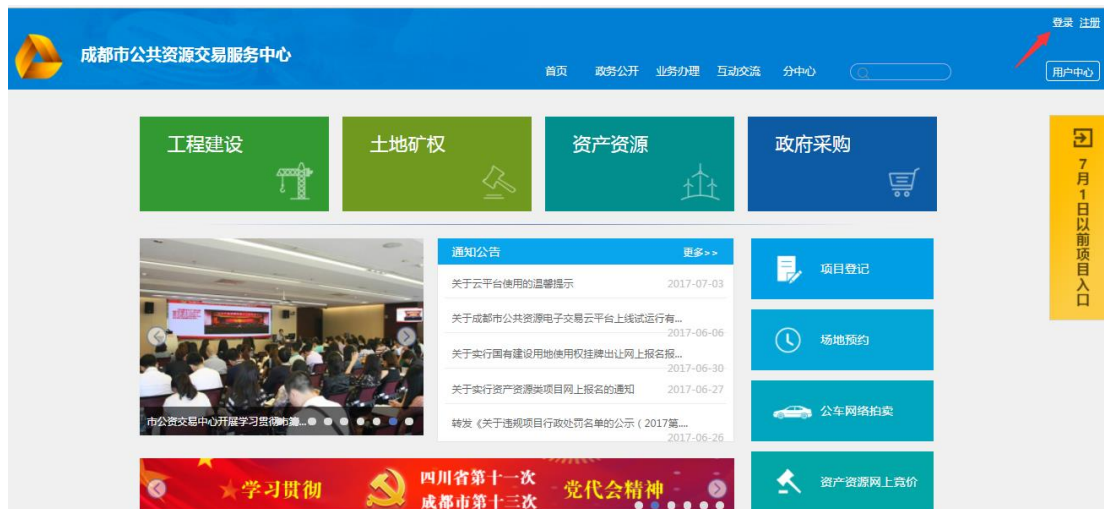 登录 注册
成都市公共资源交易服务中心
首页 政务公开 业务办理 互动交流 分中心
用户中心
工程建设
土地矿权
资产资源
政府采购
7月1日以前项目入口
通知公告 更多>>
关于云平台使用的温馨提示 2017-07-03
关于成都市公共资源电子交易云平台上线试运行有...
2017-06-06
关于实行国有建设用地使用权挂牌出让网上报名报...
2017-06-30
关于实行资产资源类项目网上报名的通知 2017-06-27
转发《关于违规项目行政处罚名单的公示（2017第....
2017-06-26
市公资交易中心开展学习贯彻市第...
项目登记
场地预约
公车网络拍卖
资产资源网上竞价
学习贯彻
四川省第十一次
成都市第十三次
党代会精神